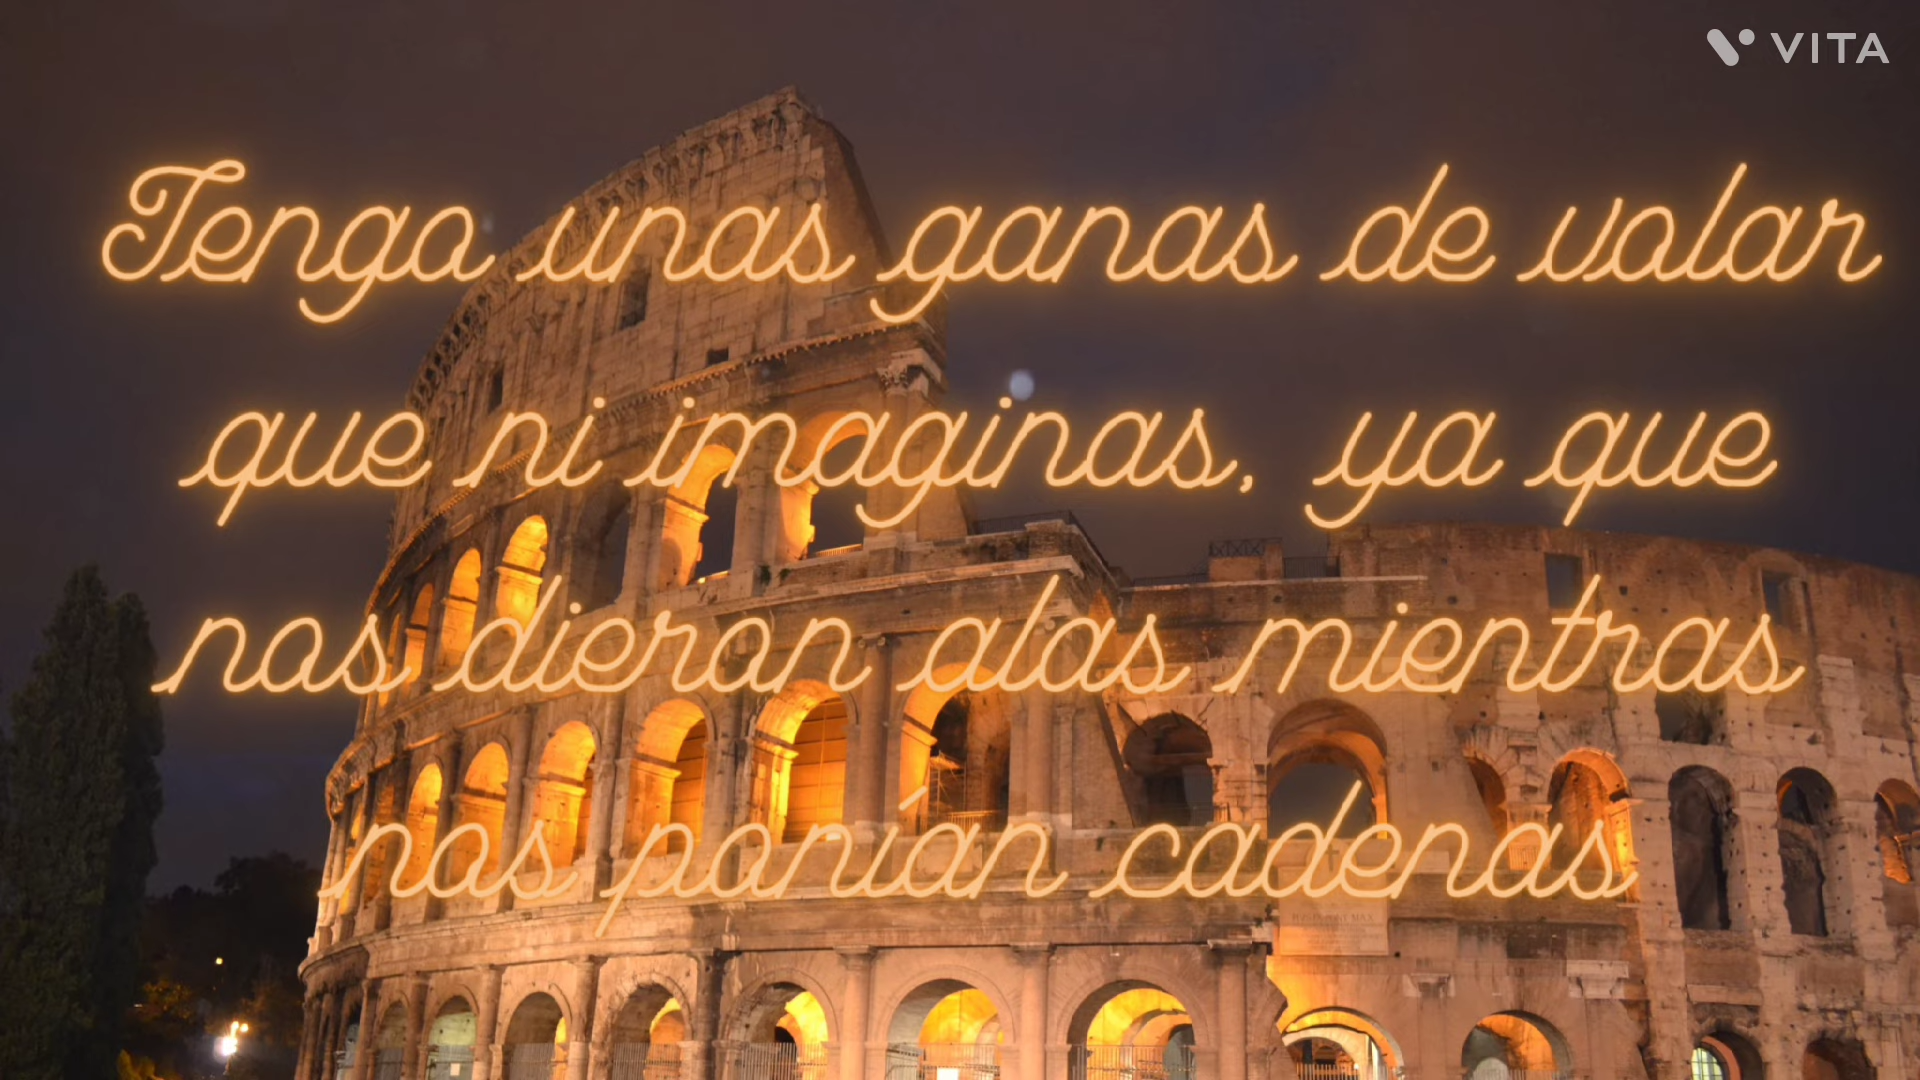 VITA
Tengo unas ganas de volar
que ni imaginas, ya que
nos dieron alas mientras
nos ponían cadenas